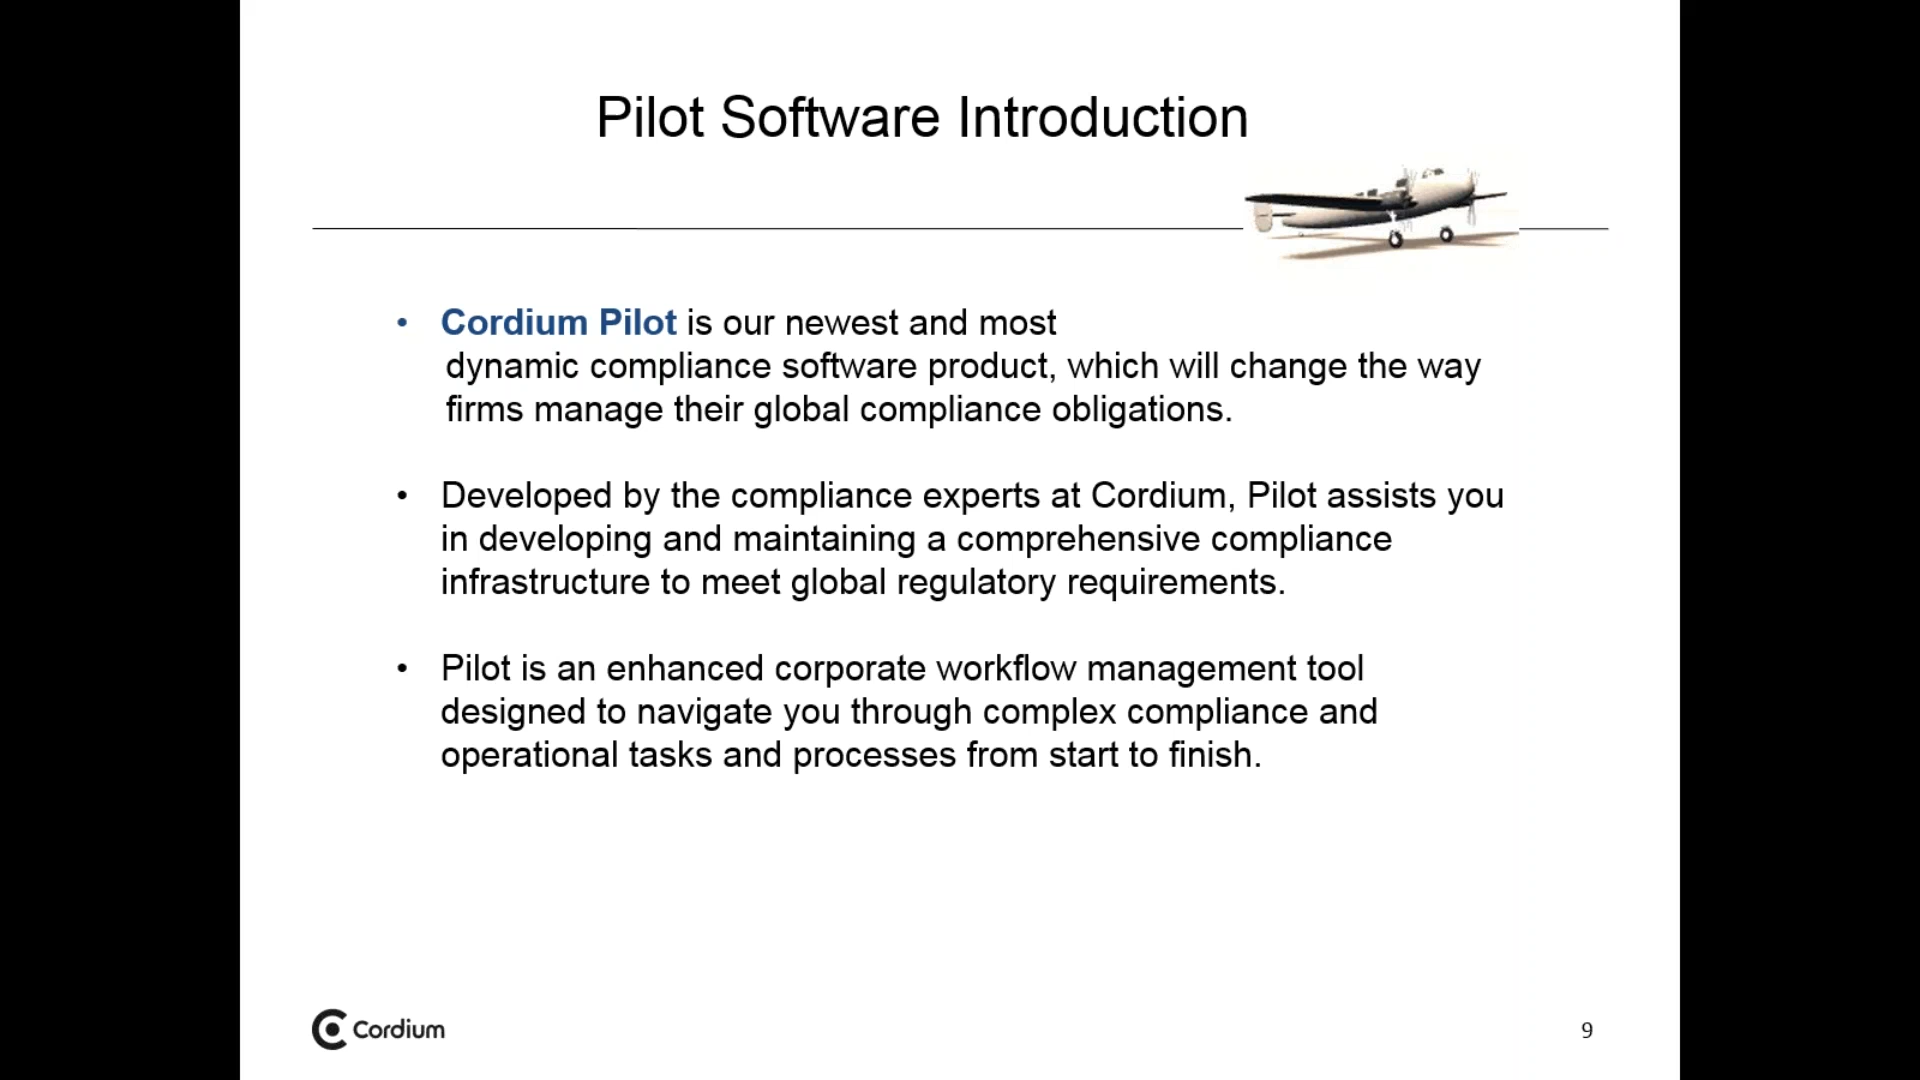 Pilot Software Introduction
• Cordium Pilot is our newest and most
dynamic compliance software product, which will change the way
firms manage their global compliance obligations.
• Developed by the compliance experts at Cordium, Pilot assists you
in developing and maintaining a comprehensive compliance
infrastructure to meet global regulatory requirements.
• Pilot is an enhanced corporate workflow management tool
designed to navigate you through complex compliance and
operational tasks and processes from start to finish.
Cordium
9